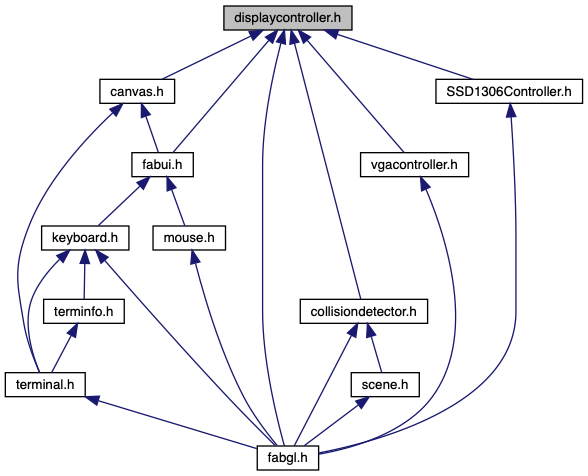 displaycontroller.h
canvas.h
SSD1306Controller.h
fabui.h
vgacontroller.h
keyboard.h
mouse.h
terminfo.h
collisiondetector.h
terminal.h
scene.h
fabgl.h